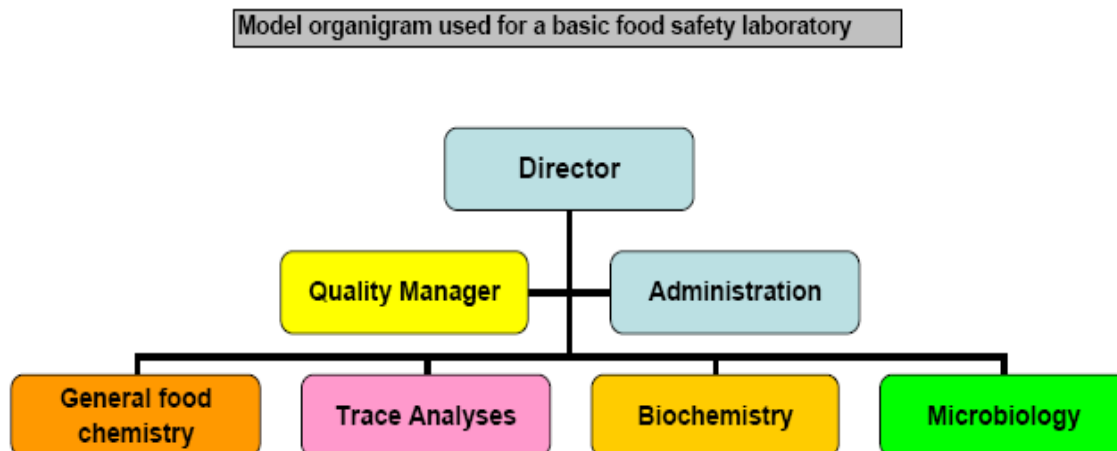 Model organigram used for a basic food safety laboratory
Director
Quality Manager
Administration
General food
chemistry
Trace Analyses
Biochemistry
Microbiology